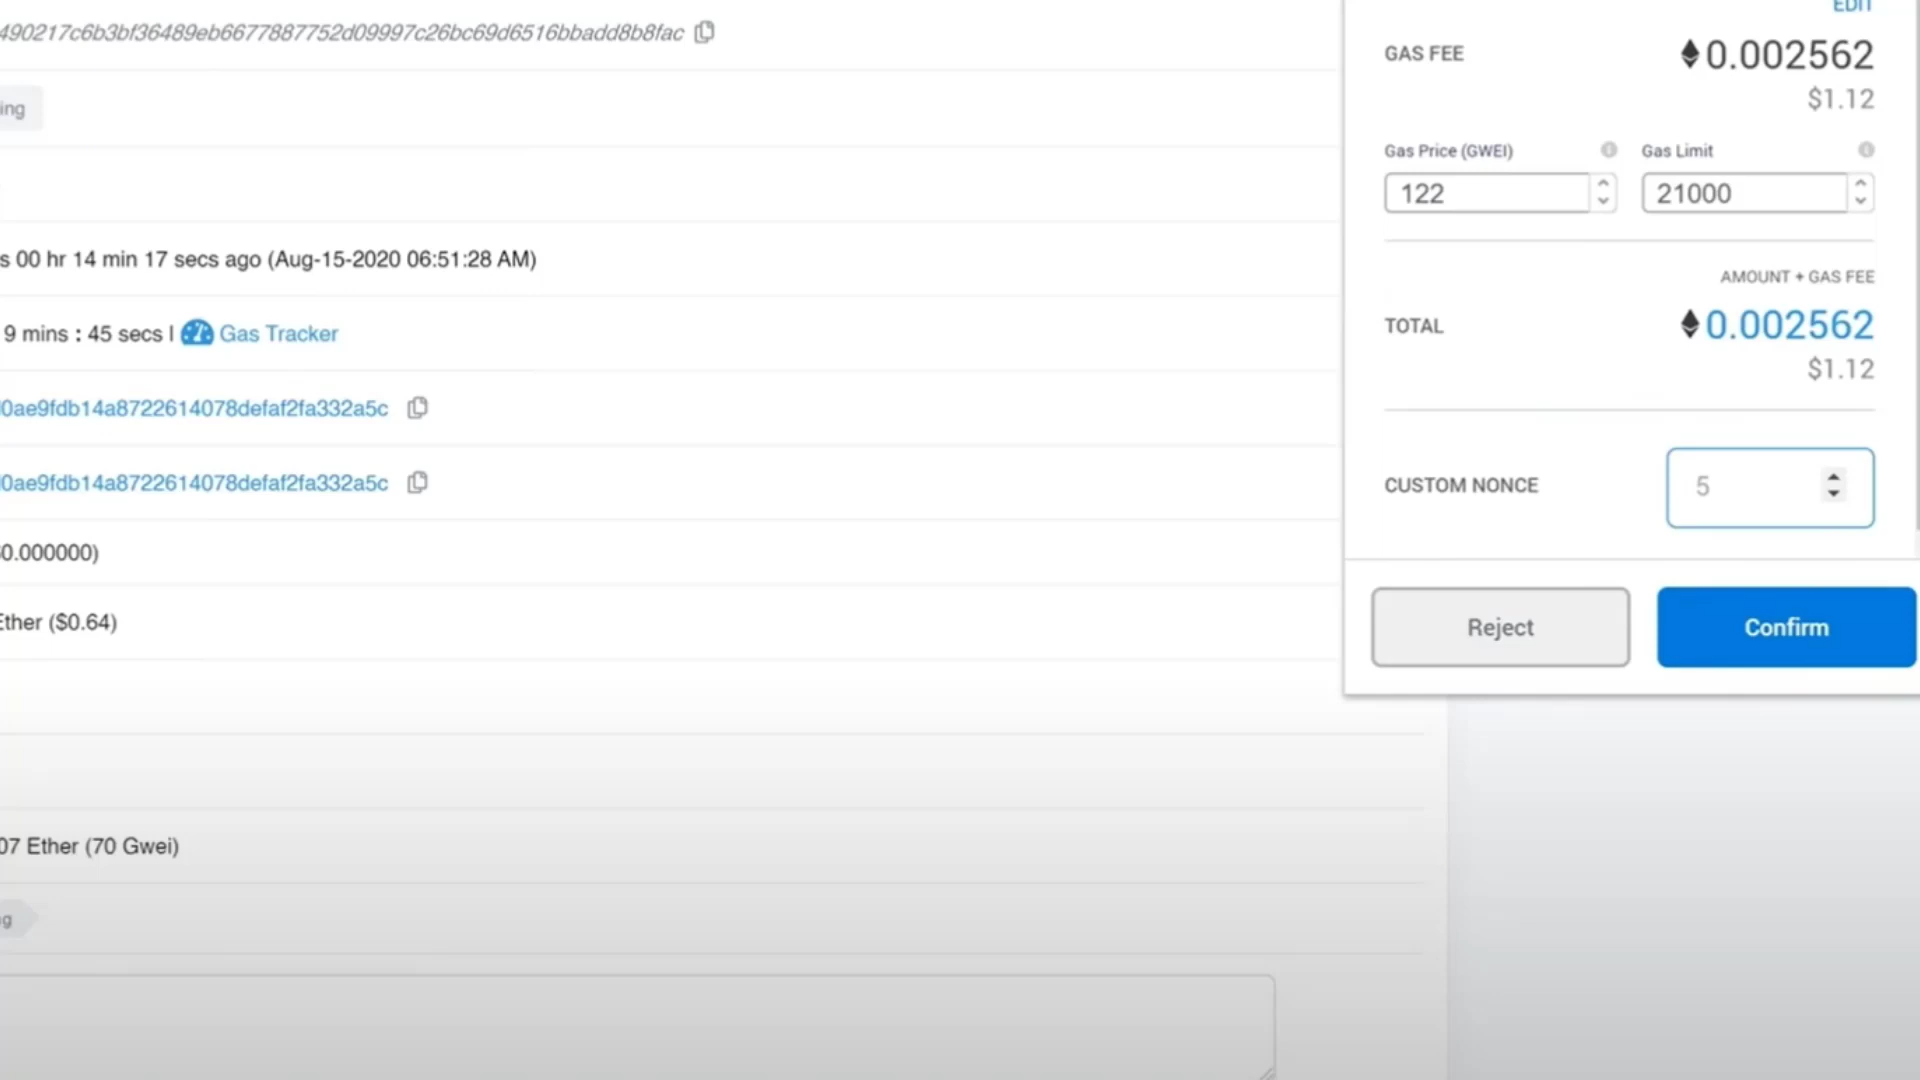 490217c6b3bf36489eb6677887752d09997c26bc69d6516bbadd8b8fac
ing
s 00 hr 14 min 17 secs ago (Aug-15-2020 06:51:28 AM)
9 mins : 45 secs | Gas Tracker
0ae9fdb14a8722614078defaf2fa332a5c
0ae9fdb14a8722614078defaf2fa332a5c
0.000000)
Ether ($0.64)
07 Ether (70 Gwei)
g
EDIT
GAS FEE
0.002562
$1.12
Gas Price (GWEI)
Gas Limit
122
21000
AMOUNT + GAS FEE
TOTAL
0.002562
$1.12
CUSTOM NONCE
5
Reject
Confirm